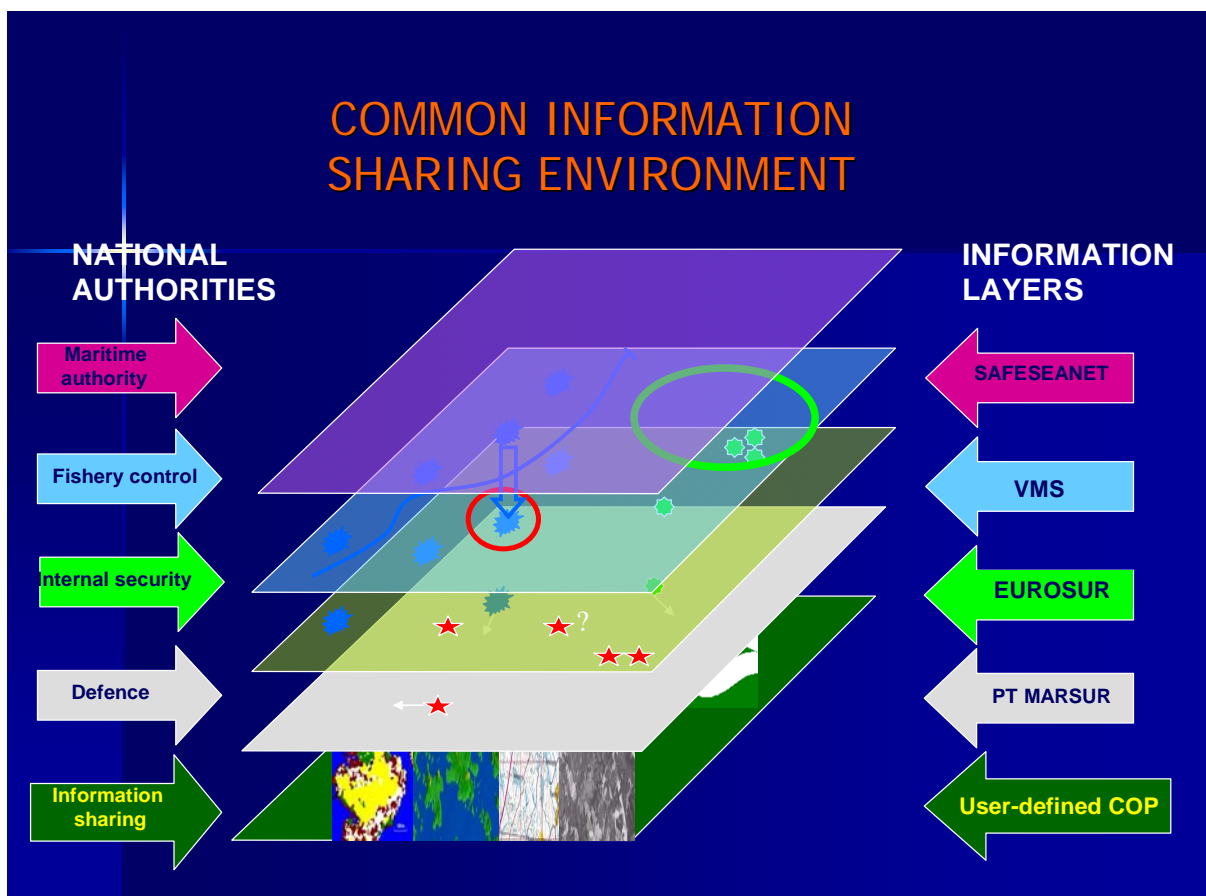 COMMON INFORMATION
SHARING ENVIRONMENT
NATIONAL
AUTHORITIES
INFORMATION
LAYERS
Maritime
authority
SAFESEANET
Fishery control
VMS
Internal security
EUROSUR
?
Defence
PT MARSUR
Information
sharing
User-defined COP